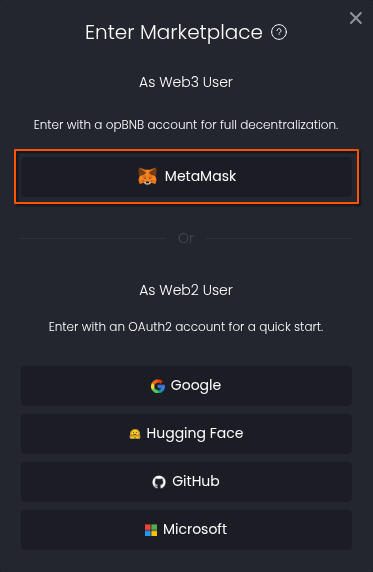 Enter Marketplace ?
As Web3 User
Enter with a opBNB account for full decentralization.
MetaMask
Or
As Web2 User
Enter with an OAuth2 account for a quick start.
Google
Hugging Face
GitHub
Microsoft